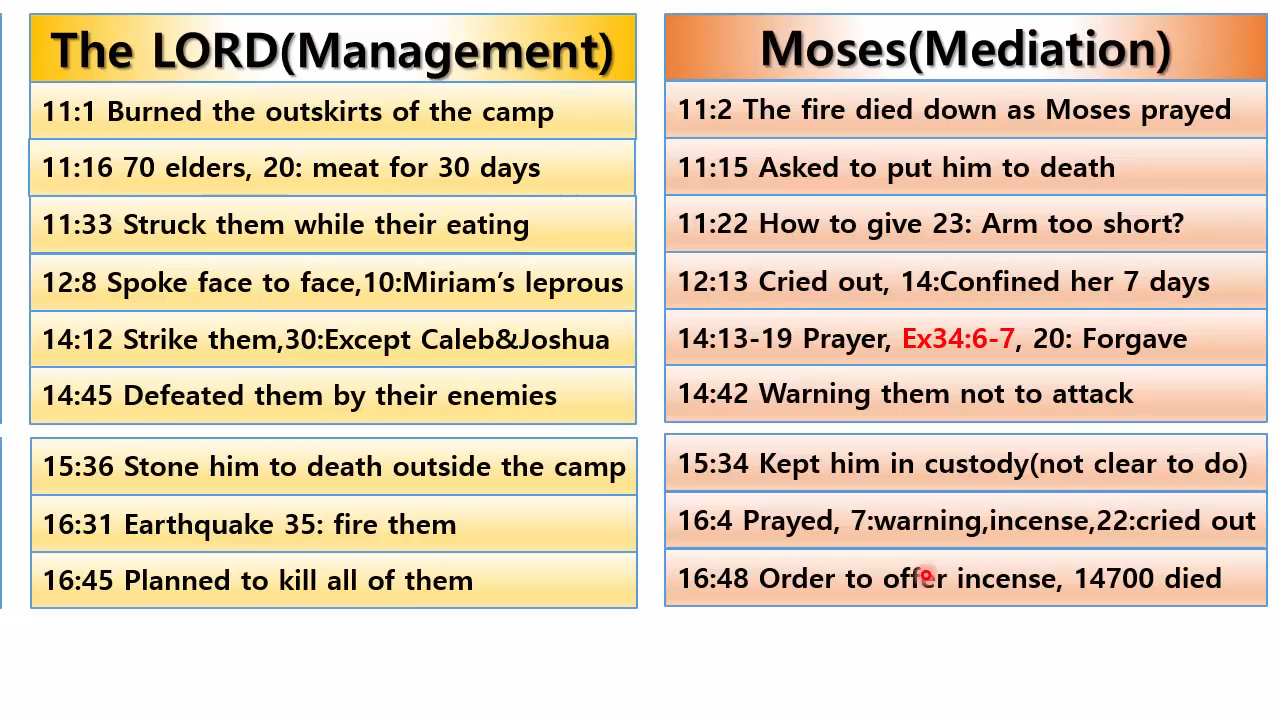 The LORD(Management)
11:1 Burned the outskirts of the camp
11:16 70 elders, 20: meat for 30 days
11:33 Struck them while their eating
12:8 Spoke face to face,10:Miriam's leprous
14:12 Strike them,30:Except Caleb&Joshua
14:45 Defeated them by their enemies
15:36 Stone him to death outside the camp
16:31 Earthquake 35: fire them
16:45 Planned to kill all of them
Moses(Mediation)
11:2 The fire died down as Moses prayed
11:15 Asked to put him to death
11:22 How to give 23: Arm too short?
12:13 Cried out, 14:Confined her 7 days
14:13-19 Prayer, Ex34:6-7, 20: Forgave
14:42 Warning them not to attack
15:34 Kept him in custody(not clear to do)
16:4 Prayed, 7:warning,incense,22:cried out
16:48 Order to offer incense, 14700 died